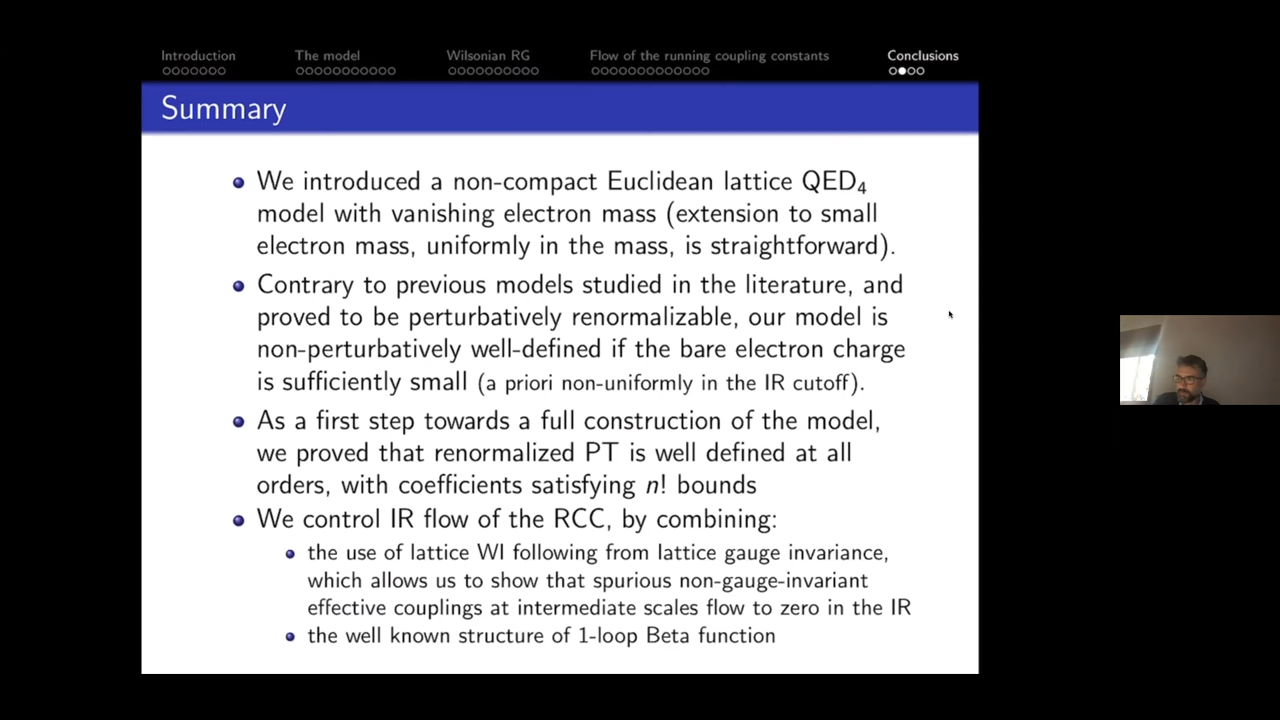 Introduction The model Wilsonian RG Flow of the running coupling constants Conclusions
Summary
We introduced a non-compact Euclidean lattice QED₄
model with vanishing electron mass (extension to small
electron mass, uniformly in the mass, is straightforward).
Contrary to previous models studied in the literature, and
proved to be perturbatively renormalizable, our model is
non-perturbatively well-defined if the bare electron charge
is sufficiently small (a priori non-uniformly in the IR cutoff).
As a first step towards a full construction of the model,
we proved that renormalized PT is well defined at all
orders, with coefficients satisfying n! bounds
We control IR flow of the RCC, by combining:
the use of lattice WI following from lattice gauge invariance,
which allows us to show that spurious non-gauge-invariant
effective couplings at intermediate scales flow to zero in the IR
the well known structure of 1-loop Beta function